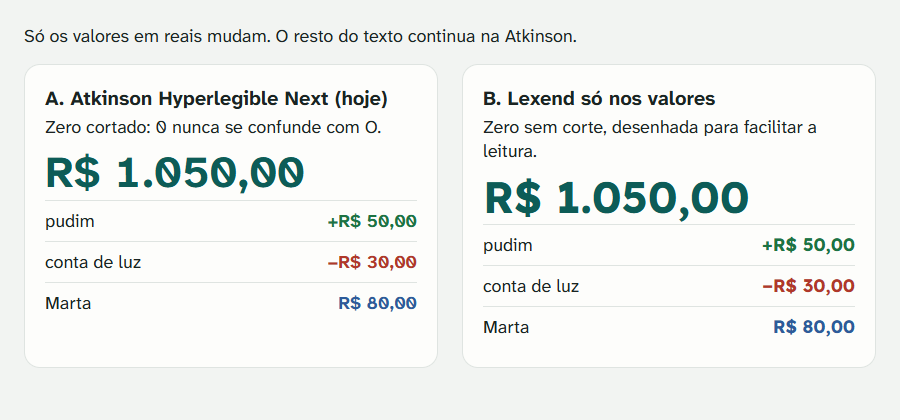 Só os valores em reais mudam. O resto do texto continua na Atkinson.
A. Atkinson Hyperlegible Next (hoje)
Zero cortado: 0 nunca se confunde com O.
R$ 1.050,00
pudim +R$ 50,00
conta de luz −R$ 30,00
Marta R$ 80,00
B. Lexend só nos valores
Zero sem corte, desenhada para facilitar a
leitura.
R$ 1.050,00
pudim +R$ 50,00
conta de luz −R$ 30,00
Marta R$ 80,00